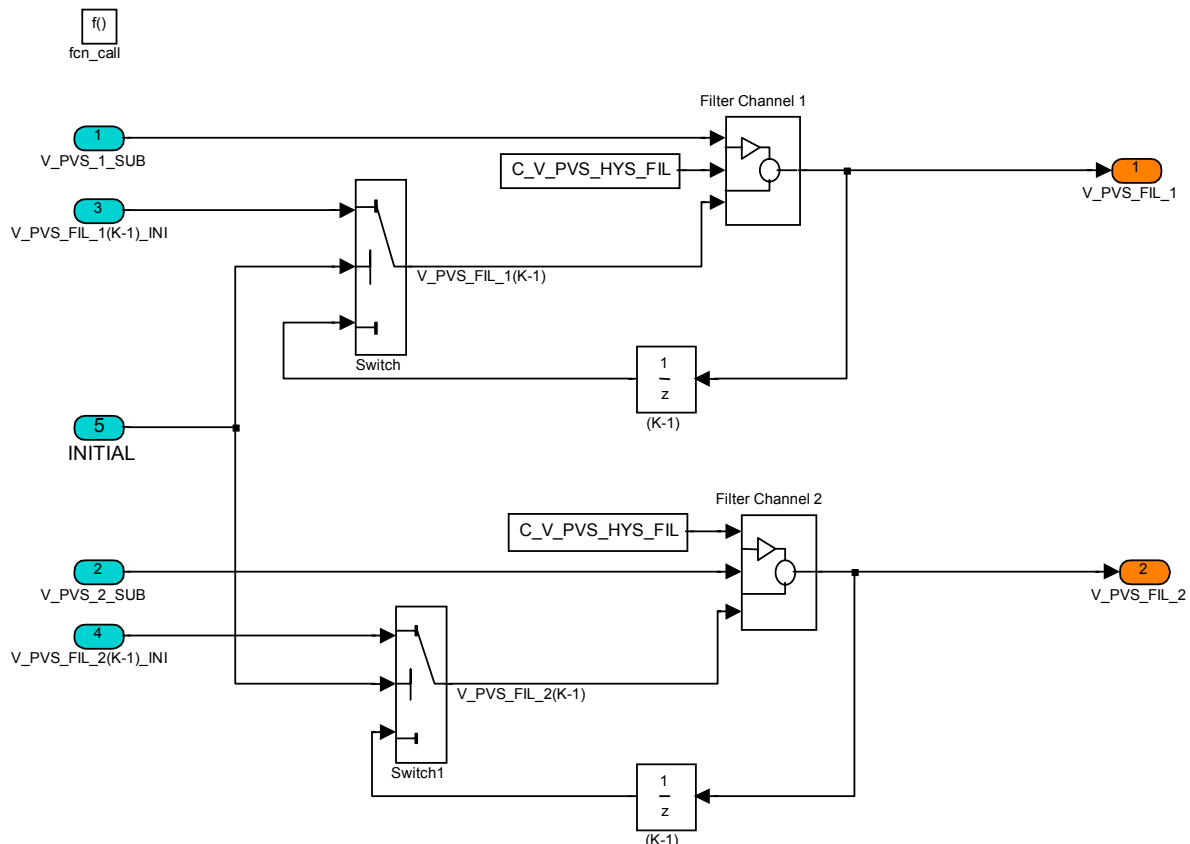 f()
fcn_call
Filter Channel 1
1
V_PVS_1_SUB
C_V_PVS_HYS_FIL
1
V_PVS_FIL_1
3
V_PVS_FIL_1(K-1)_INI
V_PVS_FIL_1(K-1)
Switch
1
z
(K-1)
5
INITIAL
Filter Channel 2
C_V_PVS_HYS_FIL
2
V_PVS_2_SUB
2
V_PVS_FIL_2
4
V_PVS_FIL_2(K-1)_INI
V_PVS_FIL_2(K-1)
Switch1
1
z
(K-1)